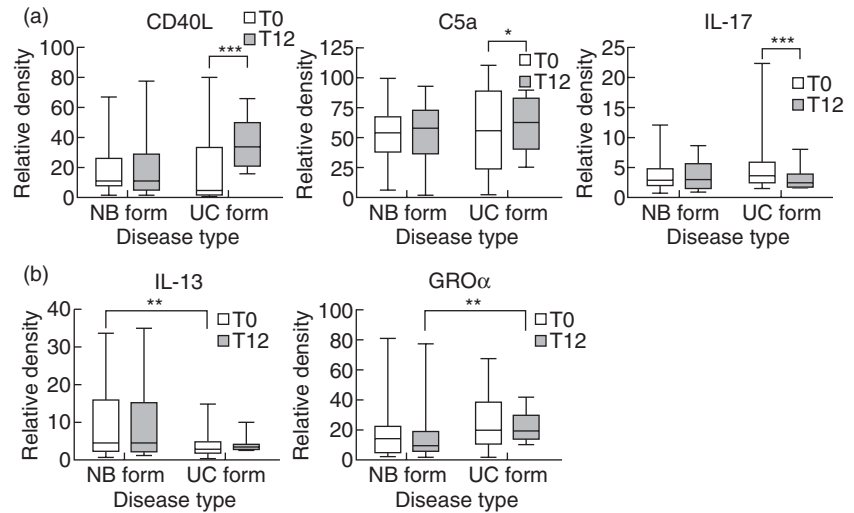 (a)
CD40L
T0
T12
***
Relative density
100
80
60
40
20
0
NB form
UC form
Disease type
C5a
T0
T12
*
Relative density
125
100
75
50
25
0
NB form
UC form
Disease type
IL-17
T0
T12
***
Relative density
25
20
15
10
5
0
NB form
UC form
Disease type
(b)
IL-13
T0
T12
**
Relative density
40
30
20
10
0
NB form
UC form
Disease type
GROα
T0
T12
**
Relative density
100
80
60
40
20
0
NB form
UC form
Disease type